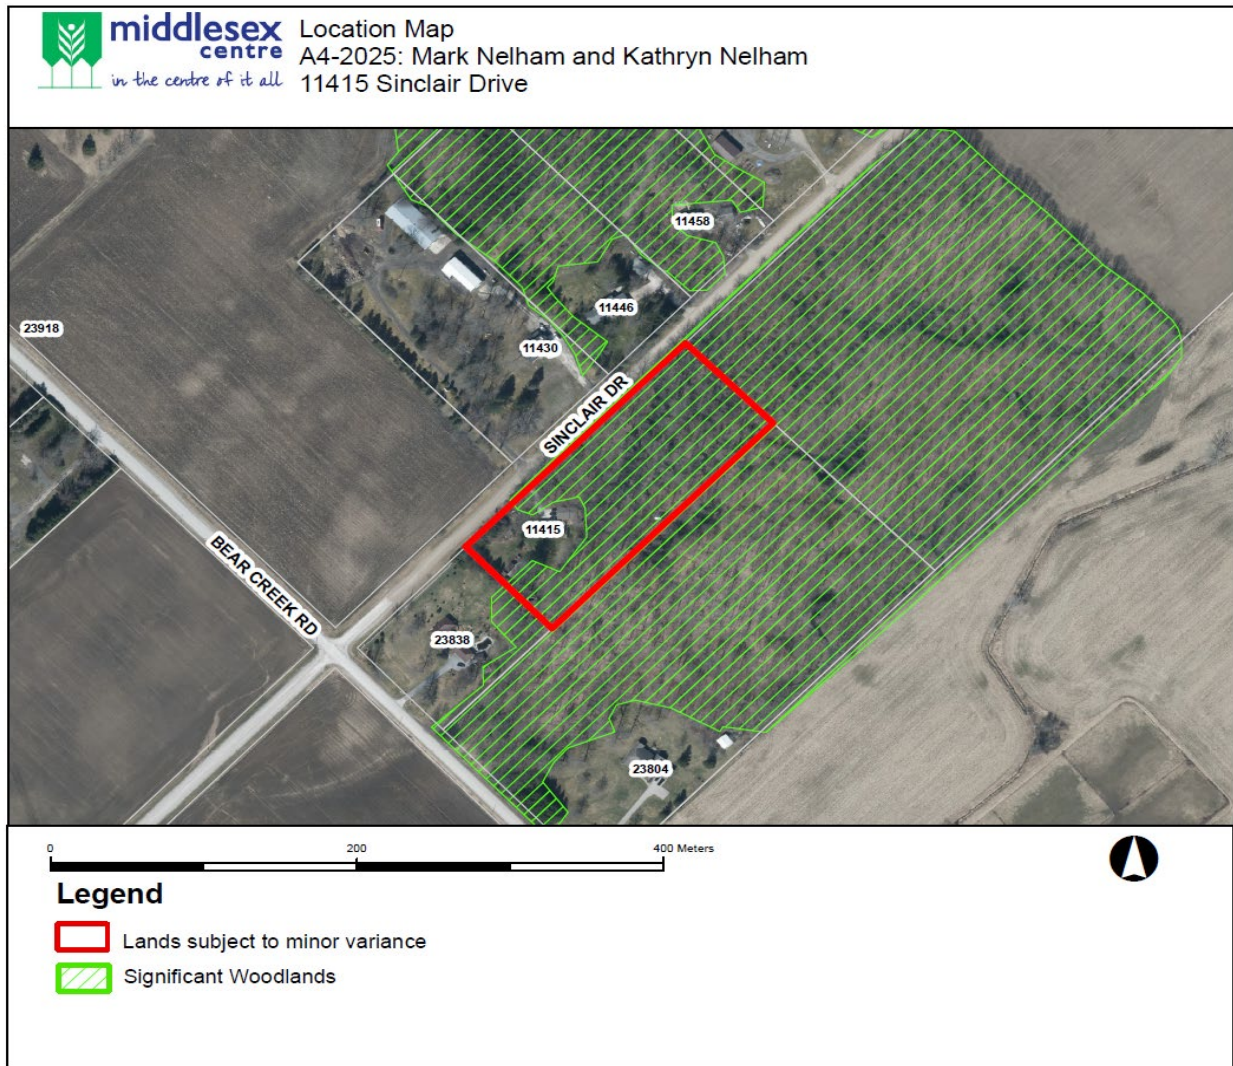 middlesex
centre
in the centre of it all
Location Map
A4-2025: Mark Nelham and Kathryn Nelham
11415 Sinclair Drive
11458
11446
23918
11430
SINCLAIR DR
11415
BEAR CREEK RD
23838
23804
0 200 400 Meters
Legend
Lands subject to minor variance
Significant Woodlands